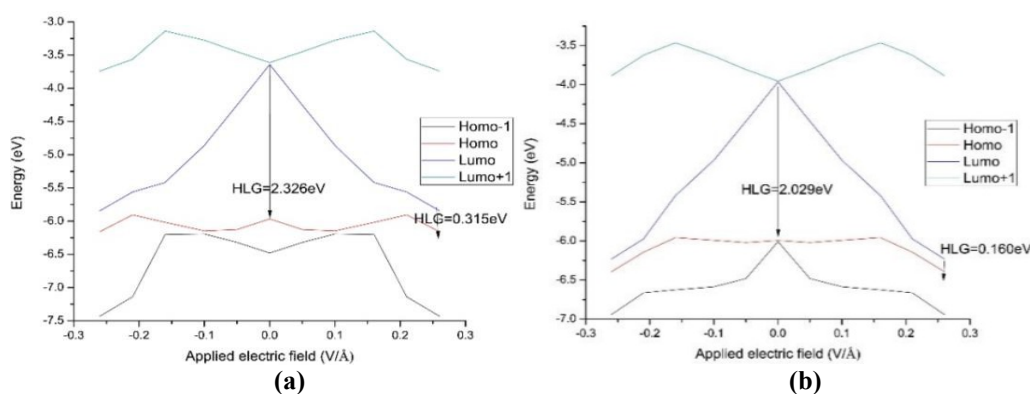 -3.0
-3.5
-4.0
-4.5
-5.0
-5.5
-6.0
-6.5
-7.0
-7.5
Energy (eV)
Homo-1
Homo
Lumo
Lumo+1
HLG=2.326eV
HLG=0.315eV
-0.3 -0.2 -0.1 0.0 0.1 0.2 0.3
Applied electric field (V/Å)
(a)
-3.5
-4.0
-4.5
-5.0
-5.5
-6.0
-6.5
-7.0
Energy (eV)
Homo-1
Homo
Lumo
Lumo+1
HLG=2.029eV
HLG=0.160eV
-0.3 -0.2 -0.1 0.0 0.1 0.2 0.3
Applied electric field (V/Å)
(b)